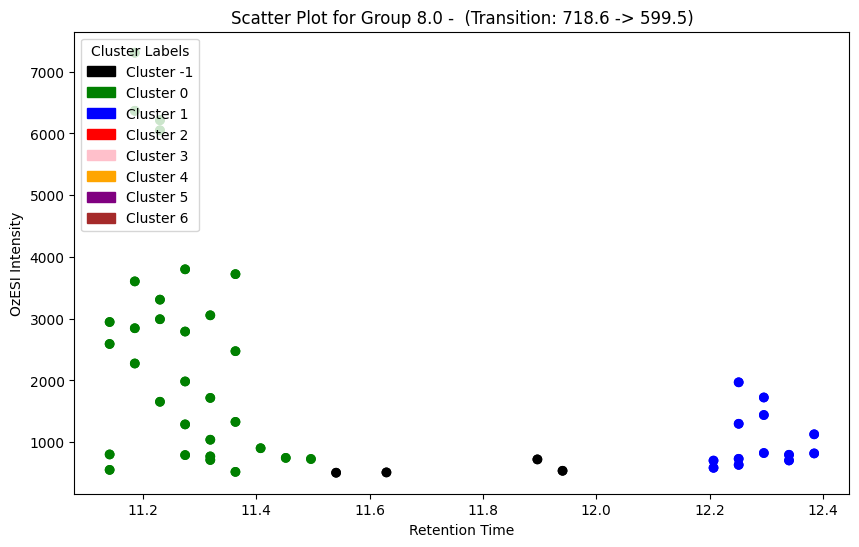 Scatter Plot for Group 8.0 -  (Transition: 718.6 -> 599.5)
Cluster Labels
Cluster -1
Cluster 0
Cluster 1
Cluster 2
Cluster 3
Cluster 4
Cluster 5
Cluster 6
7000
6000
5000
4000
3000
2000
1000
OzESI Intensity
11.2 11.4 11.6 11.8 12.0 12.2 12.4
Retention Time